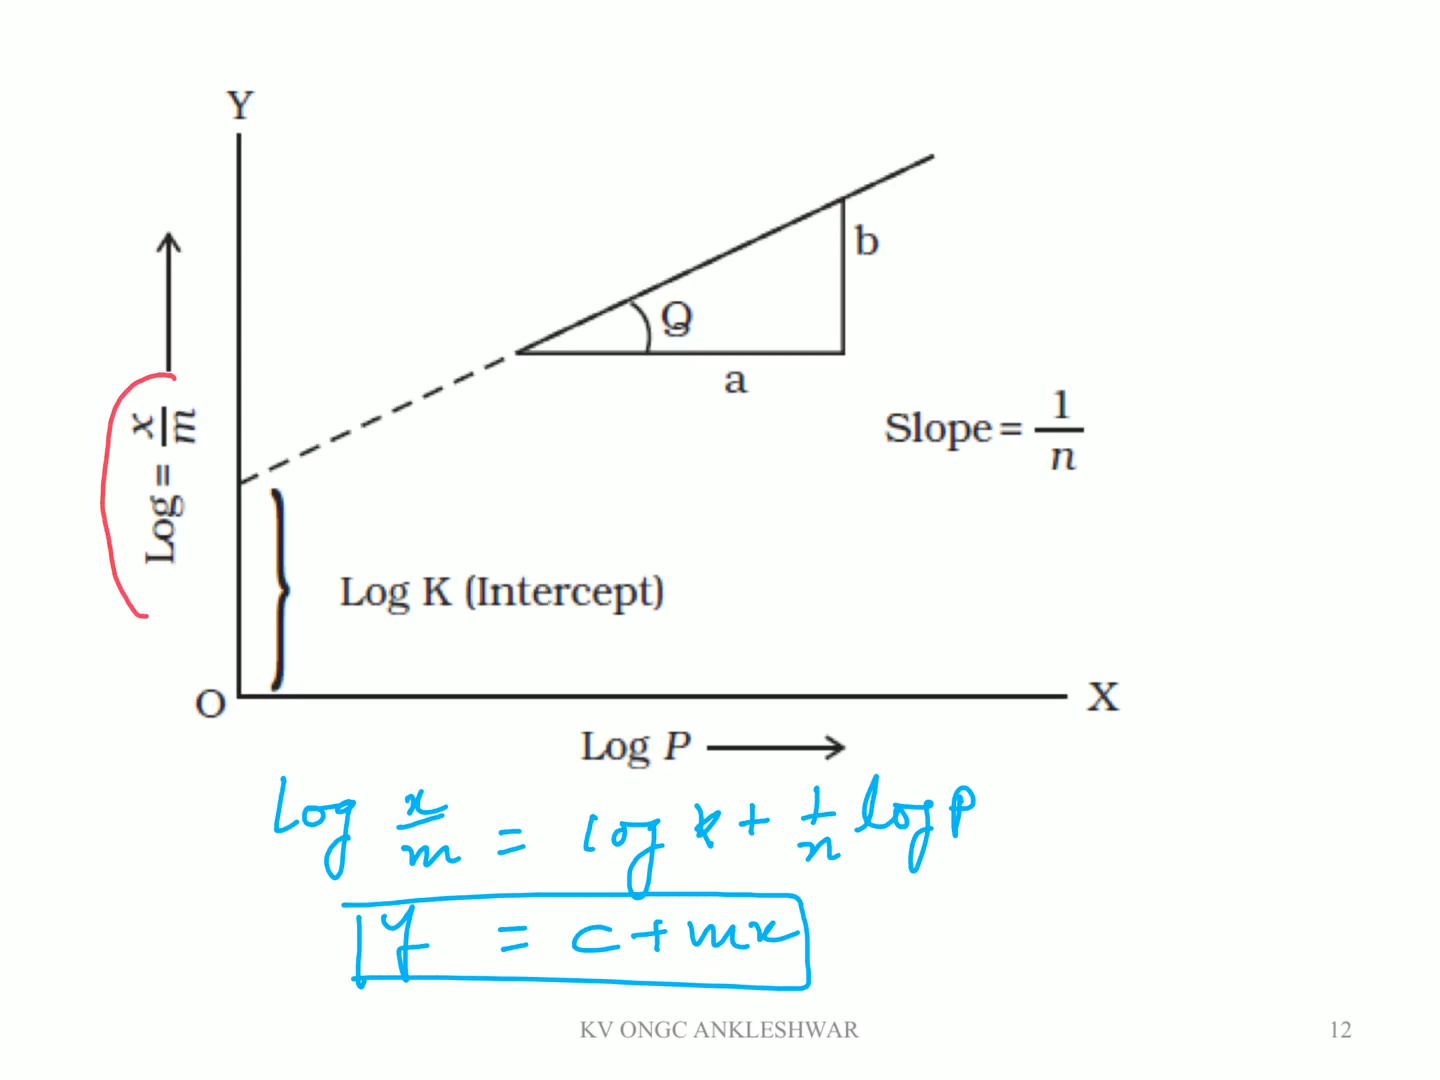 Y
b
Q
a
Log = x/m
Slope = 1/n
Log K (Intercept)
O
X
Log P
Log x/m = log k + 1/n log P
y = c + mx
KV ONGC ANKLESHWAR
12